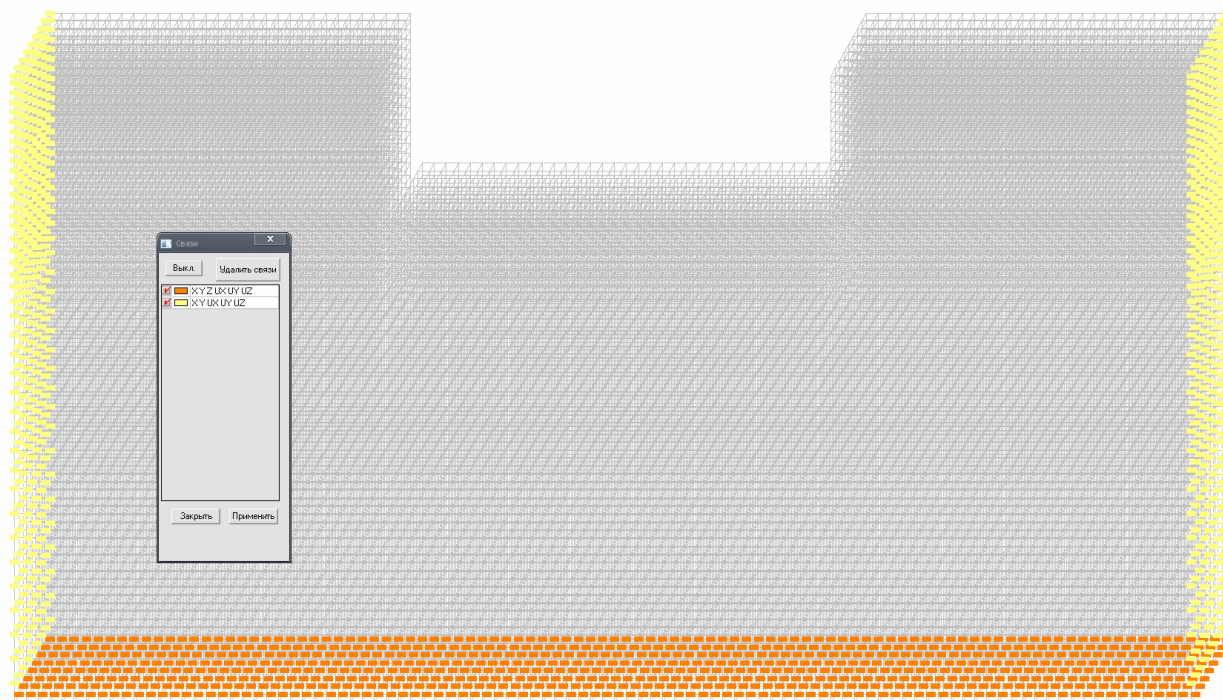 Связи
Выкл.
Удалить связи
X Y Z UX UY UZ
X Y UX UY UZ
Закрыть
Применить